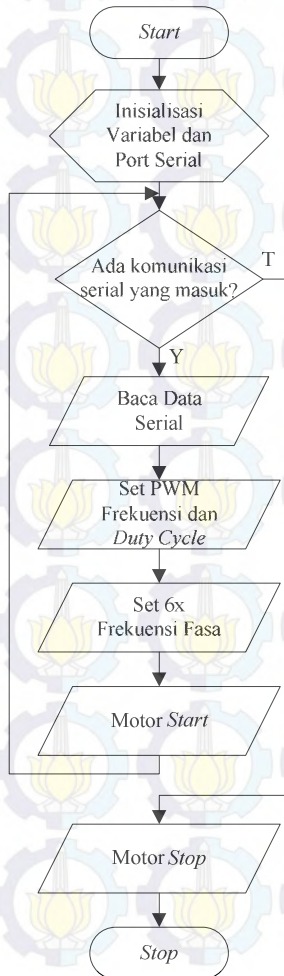 Start
Inisialisasi
Variabel dan
Port Serial
Ada komunikasi
serial yang masuk?
T
Y
Baca Data
Serial
Set PWM
Frekuensi dan
Duty Cycle
Set 6x
Frekuensi Fasa
Motor Start
Motor Stop
Stop